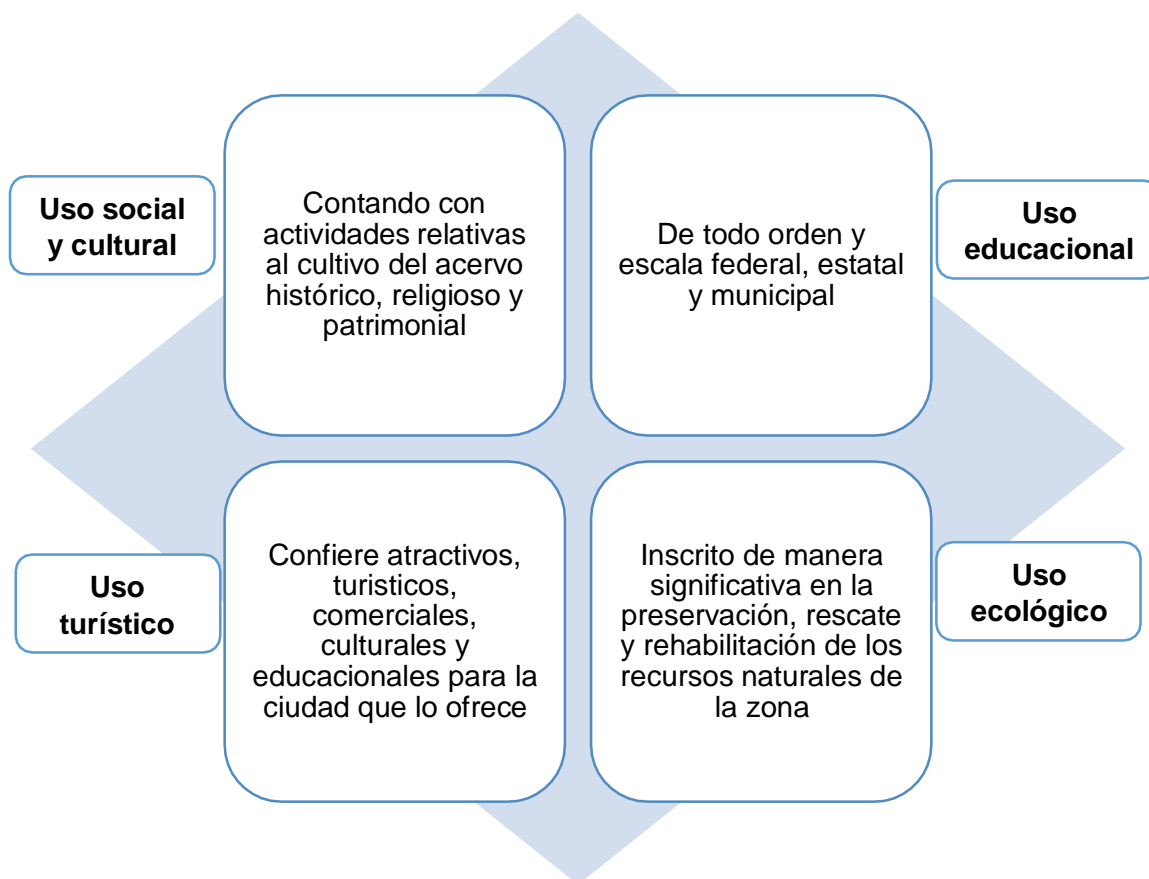 Uso social
y cultural
Contando con
actividades relativas
al cultivo del acervo
histórico, religioso y
patrimonial
De todo orden y
escala federal, estatal
y municipal
Uso
educacional
Uso
turístico
Confiere atractivos,
turisticos,
comerciales,
culturales y
educacionales para la
ciudad que lo ofrece
Inscrito de manera
significativa en la
preservación, rescate
y rehabilitación de los
recursos naturales de
la zona
Uso
ecológico